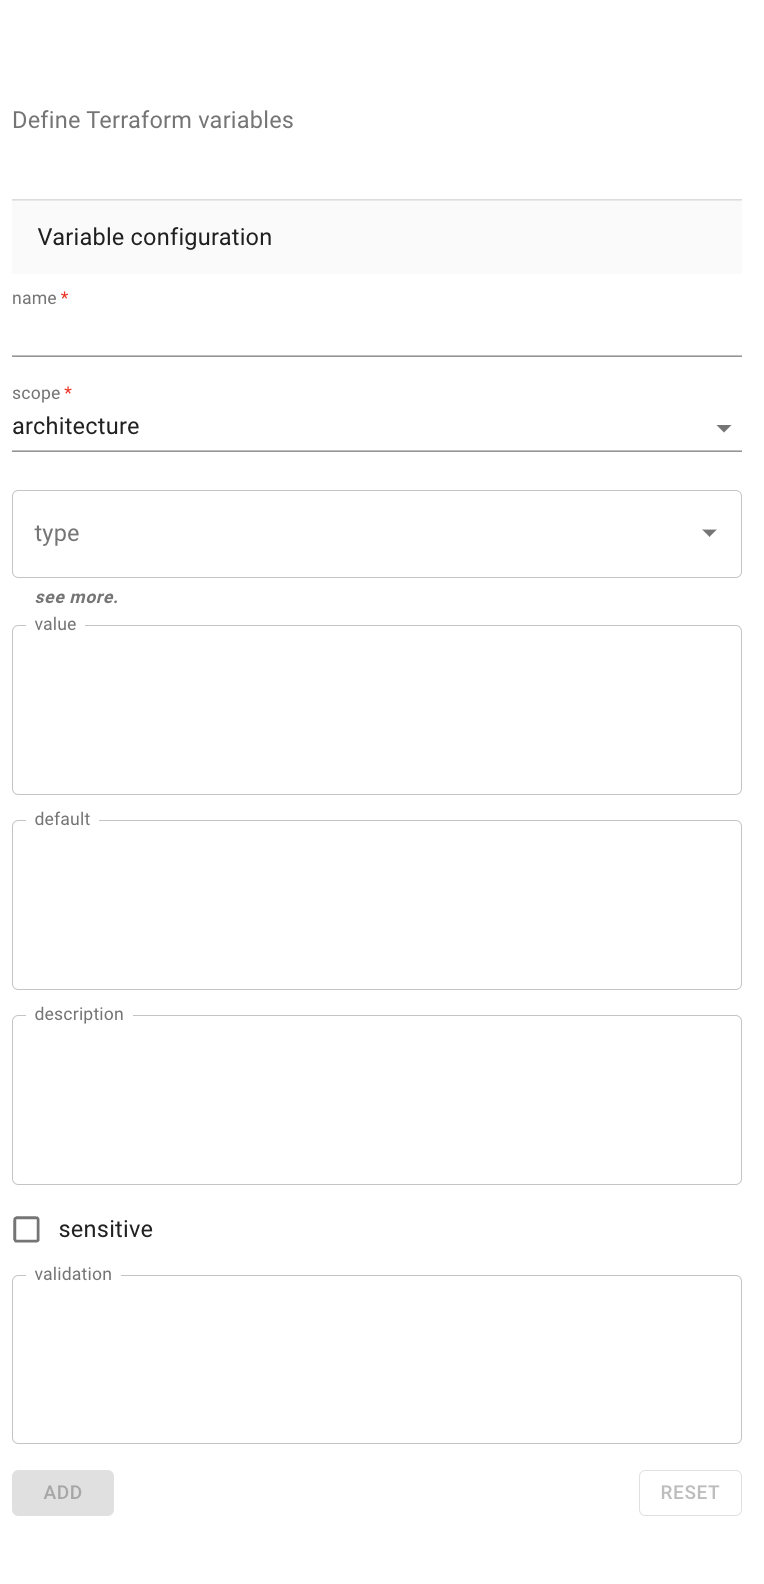 Define Terraform variables
Variable configuration
name *
scope *
architecture
type
see more.
value
default
description
sensitive
validation
ADD
RESET